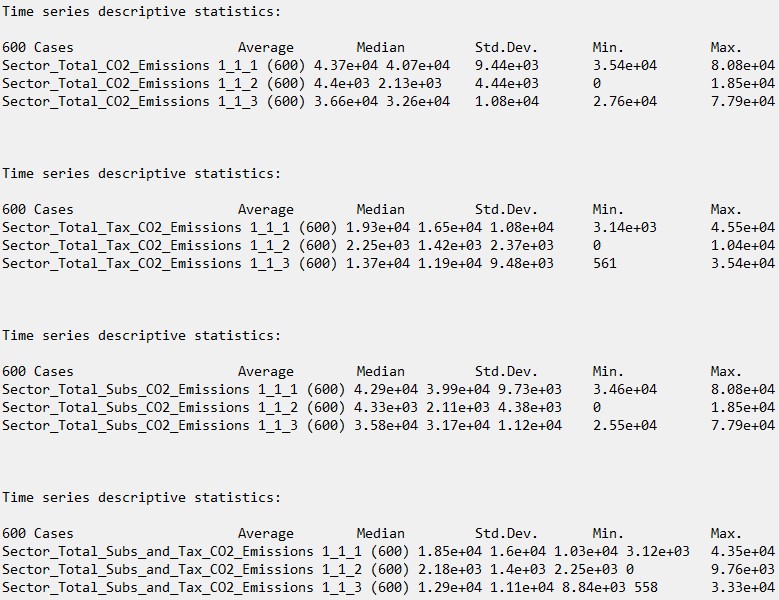 Time series descriptive statistics:
600 Cases Average Median Std.Dev. Min. Max.
Sector_Total_CO2_Emissions 1_1_1 (600) 4.37e+04 4.07e+04 9.44e+03 3.54e+04 8.08e+04
Sector_Total_CO2_Emissions 1_1_2 (600) 4.4e+03 2.13e+03 4.44e+03 0 1.85e+04
Sector_Total_CO2_Emissions 1_1_3 (600) 3.66e+04 3.26e+04 1.08e+04 2.76e+04 7.79e+04
Time series descriptive statistics:
600 Cases Average Median Std.Dev. Min. Max.
Sector_Total_Tax_CO2_Emissions 1_1_1 (600) 1.93e+04 1.65e+04 1.08e+04 3.14e+03 4.55e+04
Sector_Total_Tax_CO2_Emissions 1_1_2 (600) 2.25e+03 1.42e+03 2.37e+03 0 1.04e+04
Sector_Total_Tax_CO2_Emissions 1_1_3 (600) 1.37e+04 1.19e+04 9.48e+03 561 3.54e+04
Time series descriptive statistics:
600 Cases Average Median Std.Dev. Min. Max.
Sector_Total_Subs_CO2_Emissions 1_1_1 (600) 4.29e+04 3.99e+04 9.73e+03 3.46e+04 8.08e+04
Sector_Total_Subs_CO2_Emissions 1_1_2 (600) 4.33e+03 2.11e+03 4.38e+03 0 1.85e+04
Sector_Total_Subs_CO2_Emissions 1_1_3 (600) 3.58e+04 3.17e+04 1.12e+04 2.55e+04 7.79e+04
Time series descriptive statistics:
600 Cases Average Median Std.Dev. Min. Max.
Sector_Total_Subs_and_Tax_CO2_Emissions 1_1_1 (600) 1.85e+04 1.6e+04 1.03e+04 3.12e+03 4.35e+04
Sector_Total_Subs_and_Tax_CO2_Emissions 1_1_2 (600) 2.18e+03 1.4e+03 2.25e+03 0 9.76e+03
Sector_Total_Subs_and_Tax_CO2_Emissions 1_1_3 (600) 1.29e+04 1.11e+04 8.84e+03 558 3.33e+04